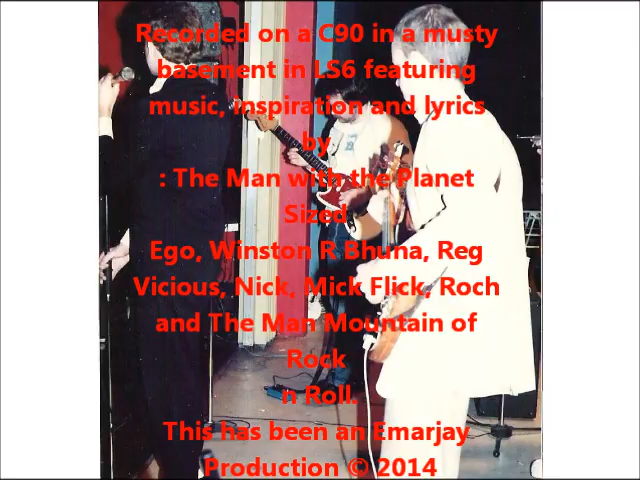 Recorded on a C90 in a musty
basement in LS6 featuring
music, inspiration and lyrics
by
: The Man with the Planet
Sized
Ego, Winston R Bhuna, Reg
Vicious, Nick, Mick Flick, Roch
and The Man Mountain of
Rock
n Roll.
This has been an Emarjay
Production © 2014